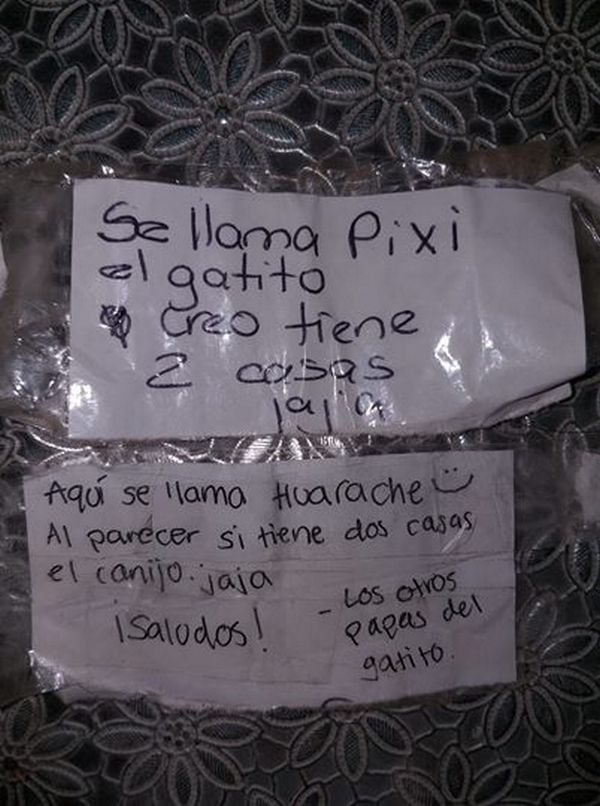 Se llama Pixi
el gatito
y creo tiene
2 casas
jaja
Aquí se llama Huarache
Al parecer si tiene dos casas
el canijo. jaja
¡Saludos!
- Los otros
papas del
gatito.